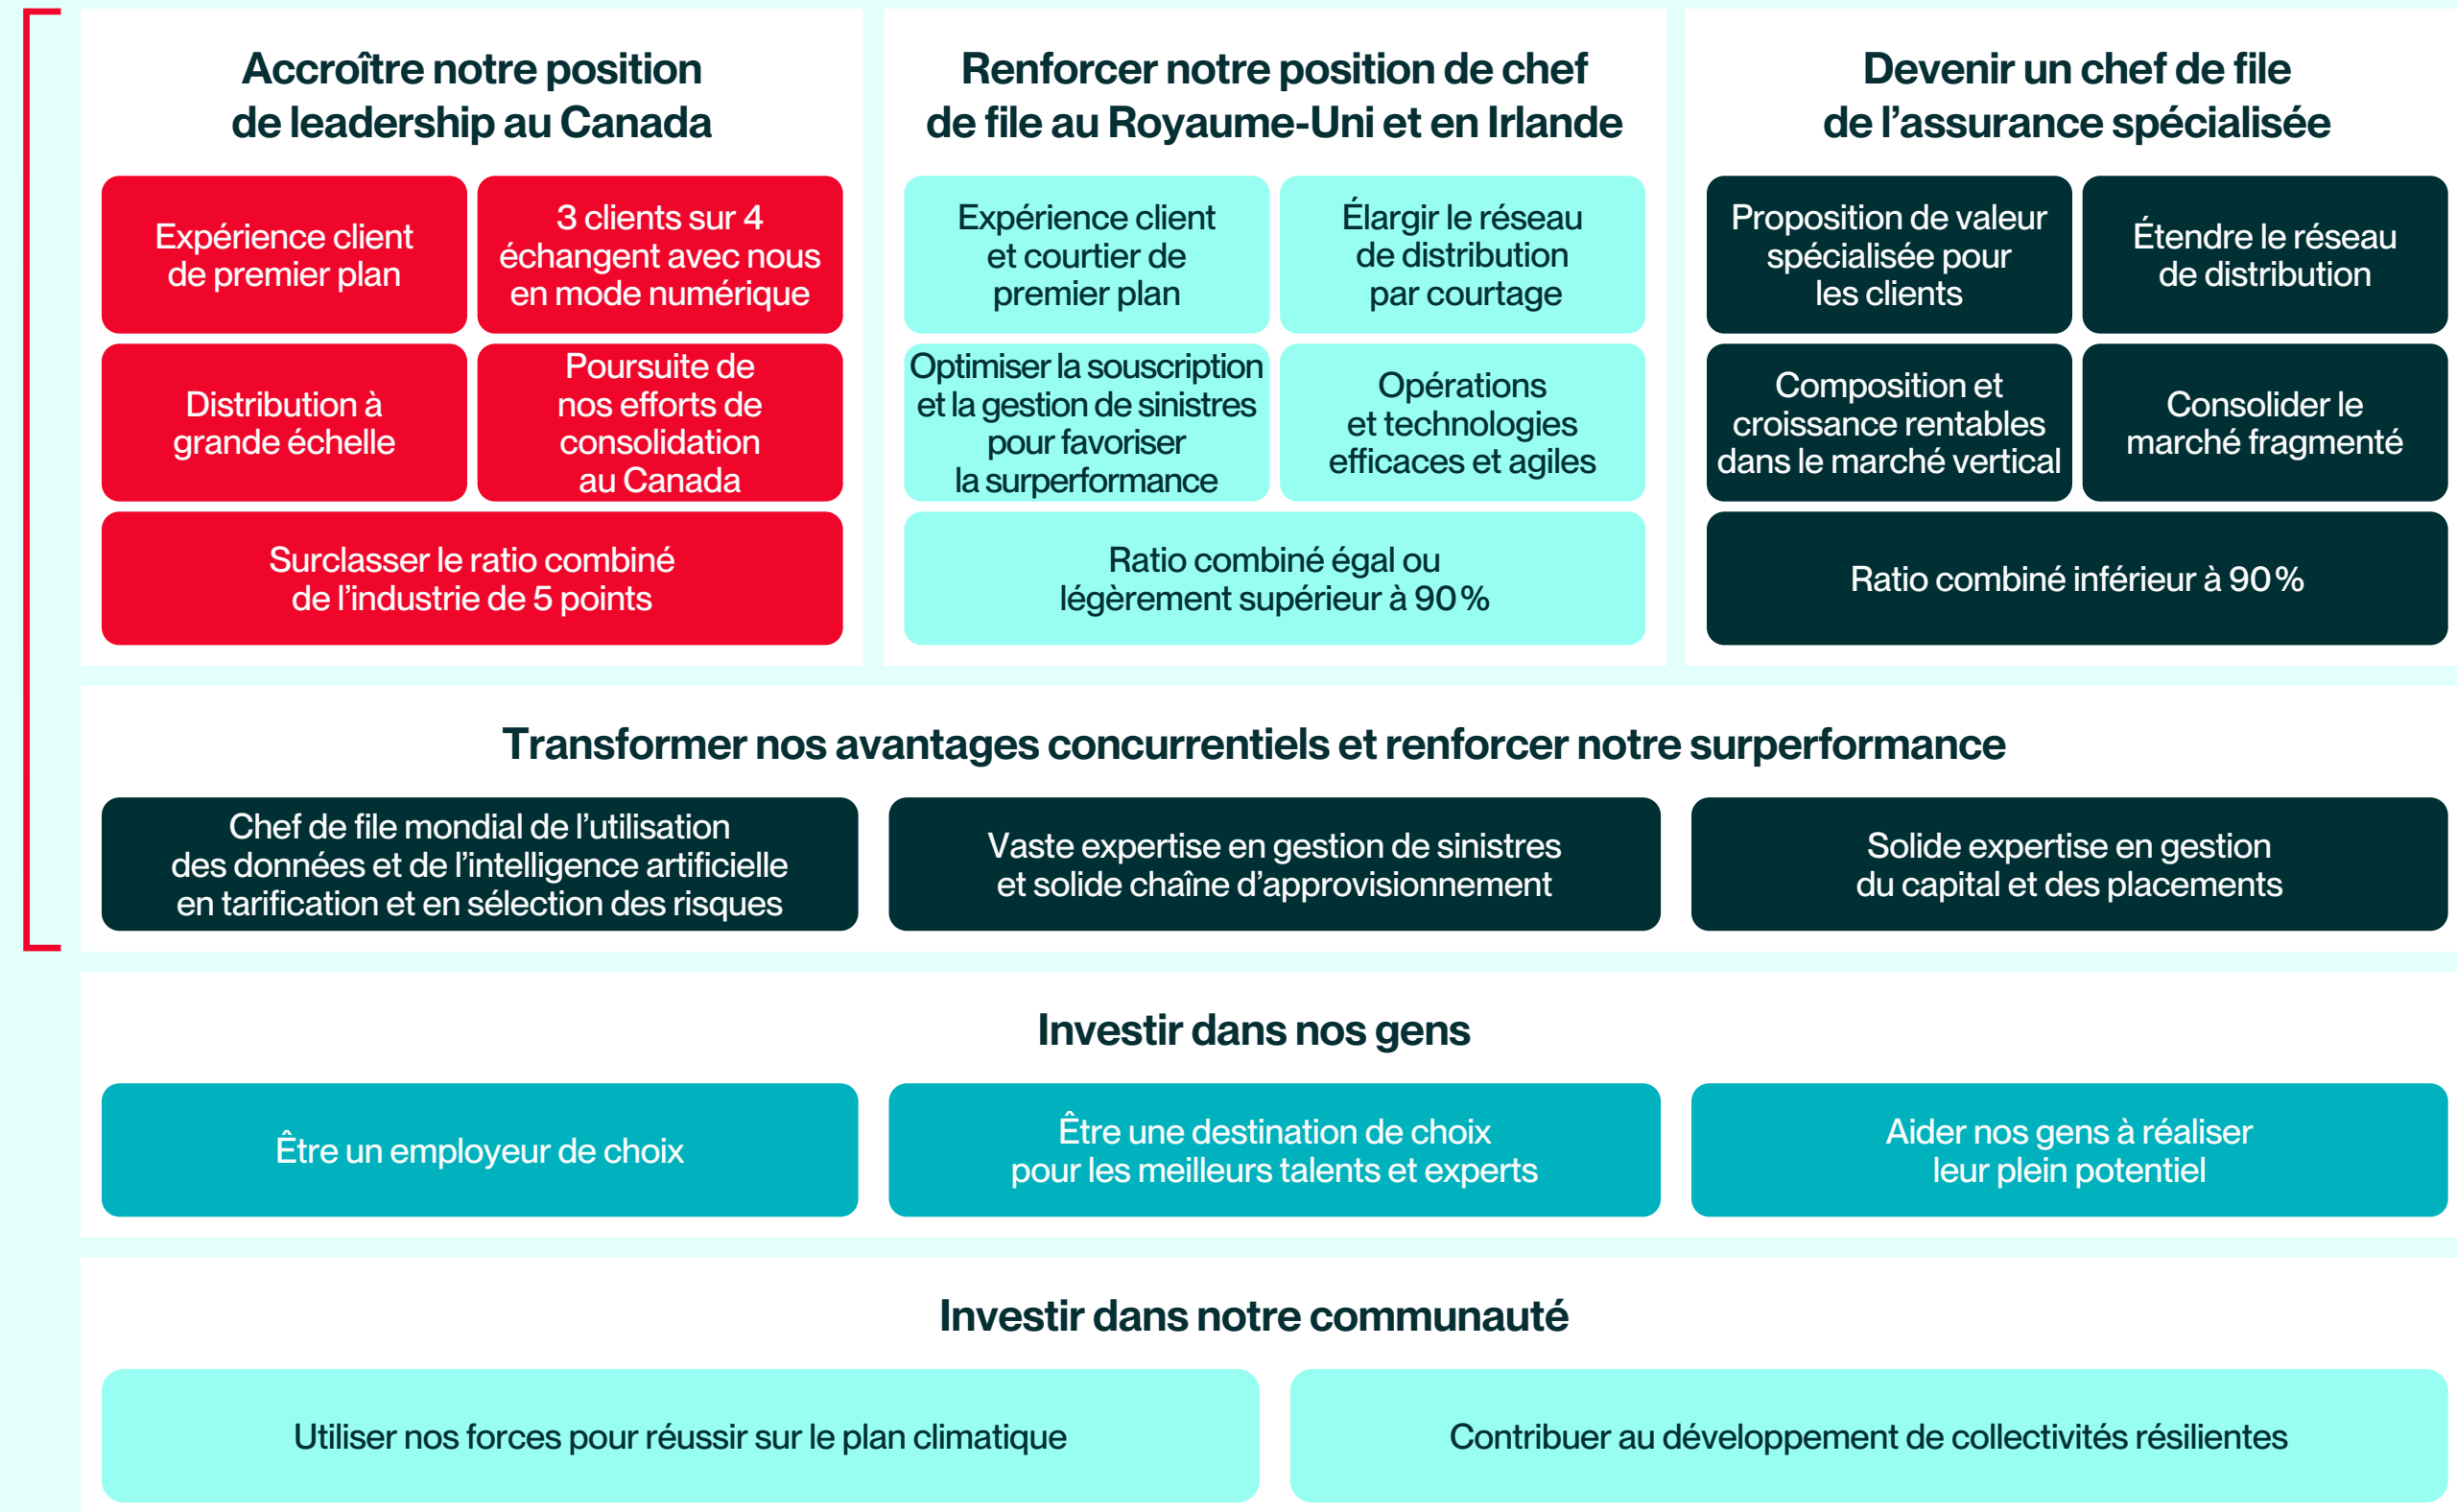 Accroître notre position
de leadership au Canada
Expérience client
de premier plan
3 clients sur 4
échangent avec nous
en mode numérique
Distribution à
grande échelle
Poursuite de
nos efforts de
consolidation
au Canada
Surclasser le ratio combiné
de l’industrie de 5 points
Renforcer notre position de chef
de file au Royaume-Uni et en Irlande
Expérience client
et courtier de
premier plan
Élargir le réseau
de distribution
par courtage
Optimiser la souscription
et la gestion de sinistres
pour favoriser
la surperformance
Opérations
et technologies
efficaces et agiles
Ratio combiné égal ou
légèrement supérieur à 90 %
Devenir un chef de file
de l’assurance spécialisée
Proposition de valeur
spécialisée pour
les clients
Étendre le réseau
de distribution
Composition et
croissance rentables
dans le marché vertical
Consolider le
marché fragmenté
Ratio combiné inférieur à 90 %
Transformer nos avantages concurrentiels et renforcer notre surperformance
Chef de file mondial de l’utilisation
des données et de l’intelligence artificielle
en tarification et en sélection des risques
Vaste expertise en gestion de sinistres
et solide chaîne d’approvisionnement
Solide expertise en gestion
du capital et des placements
Investir dans nos gens
Être un employeur de choix
Être une destination de choix
pour les meilleurs talents et experts
Aider nos gens à réaliser
leur plein potentiel
Investir dans notre communauté
Utiliser nos forces pour réussir sur le plan climatique
Contribuer au développement de collectivités résilientes